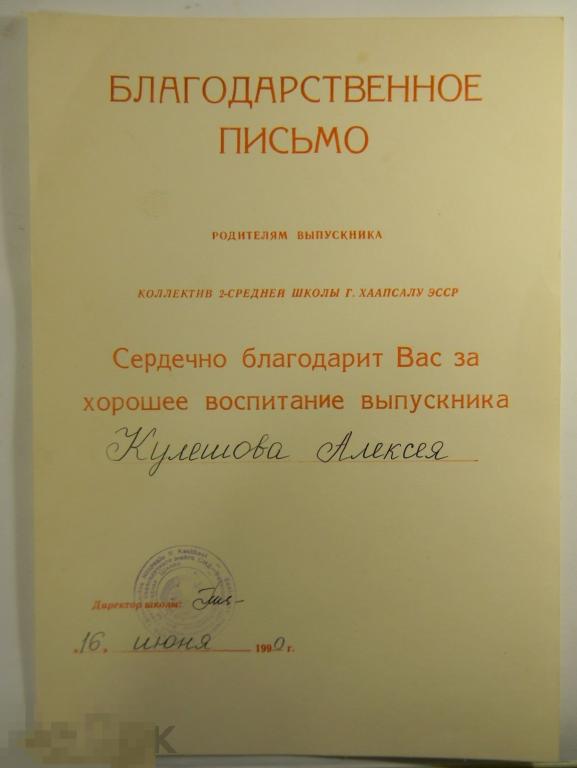 БЛАГОДАРСТВЕННОЕ
ПИСЬМО
РОДИТЕЛЯМ ВЫПУСКНИКА
КОЛЛЕКТИВ 2-СРЕДНЕЙ ШКОЛЫ Г. ХААПСАЛУ ЭССР
Сердечно благодарит Вас за
хорошее воспитание выпускника
Кулешова Алексея
Директор школы:
„16„ июня 1990 г.